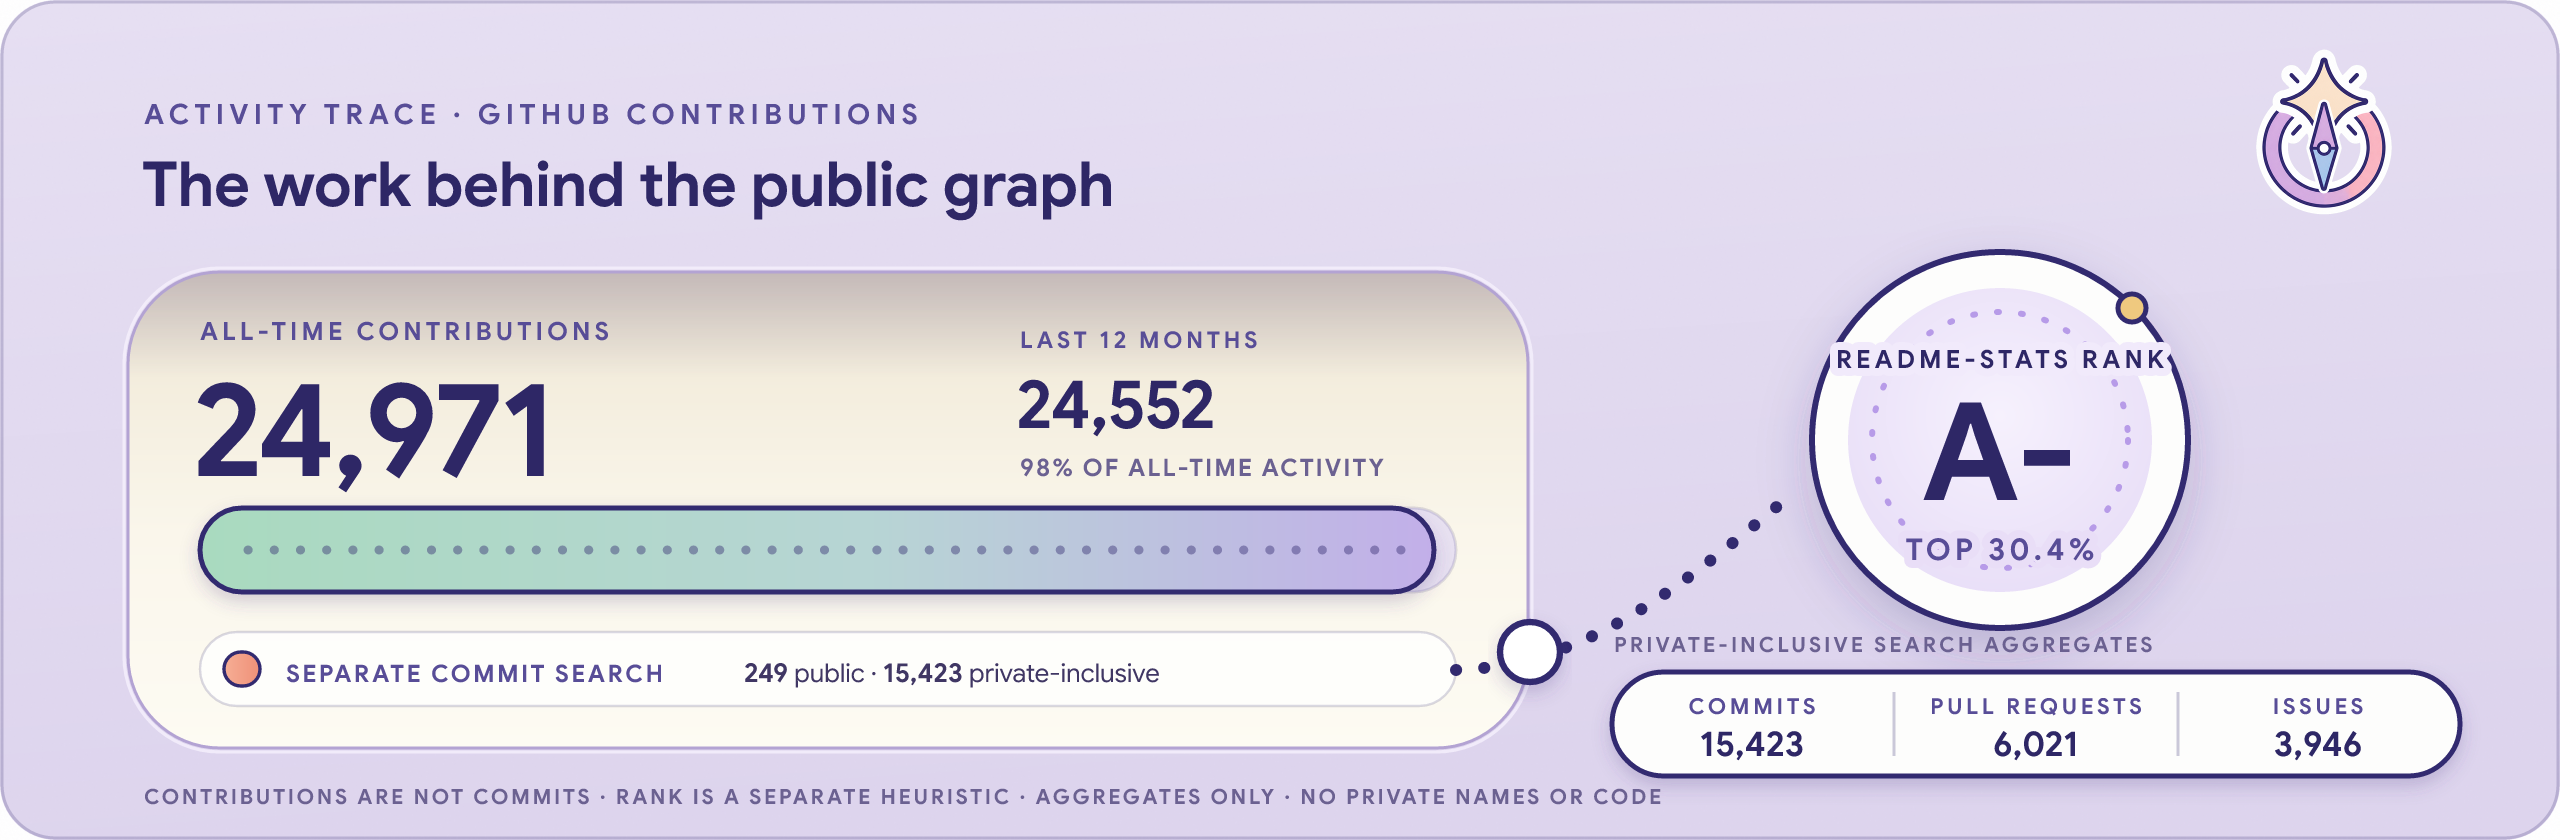 ACTIVITY TRACE · GITHUB CONTRIBUTIONS
The work behind the public graph
ALL-TIME CONTRIBUTIONS
24,971
LAST 12 MONTHS
24,552
98% OF ALL-TIME ACTIVITY
SEPARATE COMMIT SEARCH
249 public · 15,423 private-inclusive
README-STATS RANK
A-
TOP 30.4%
PRIVATE-INCLUSIVE SEARCH AGGREGATES
COMMITS
15,423
PULL REQUESTS
6,021
ISSUES
3,946
CONTRIBUTIONS ARE NOT COMMITS · RANK IS A SEPARATE HEURISTIC · AGGREGATES ONLY · NO PRIVATE NAMES OR CODE